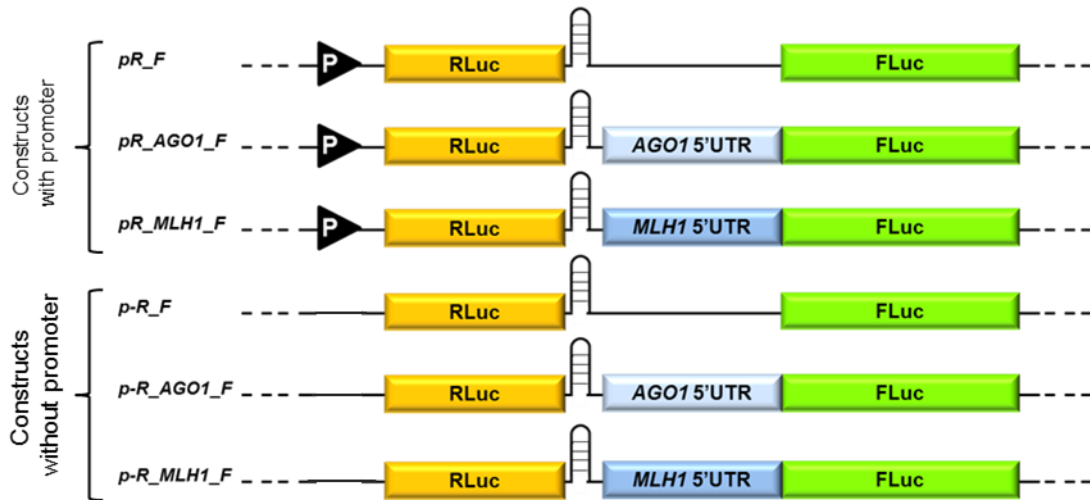 Constructs
with promoter
pR_F
P
RLuc
FLuc
pR_AGO1_F
P
RLuc
AGO1 5'UTR
FLuc
pR_MLH1_F
P
RLuc
MLH1 5'UTR
FLuc
Constructs
without promoter
p-R_F
RLuc
FLuc
p-R_AGO1_F
RLuc
AGO1 5'UTR
FLuc
p-R_MLH1_F
RLuc
MLH1 5'UTR
FLuc